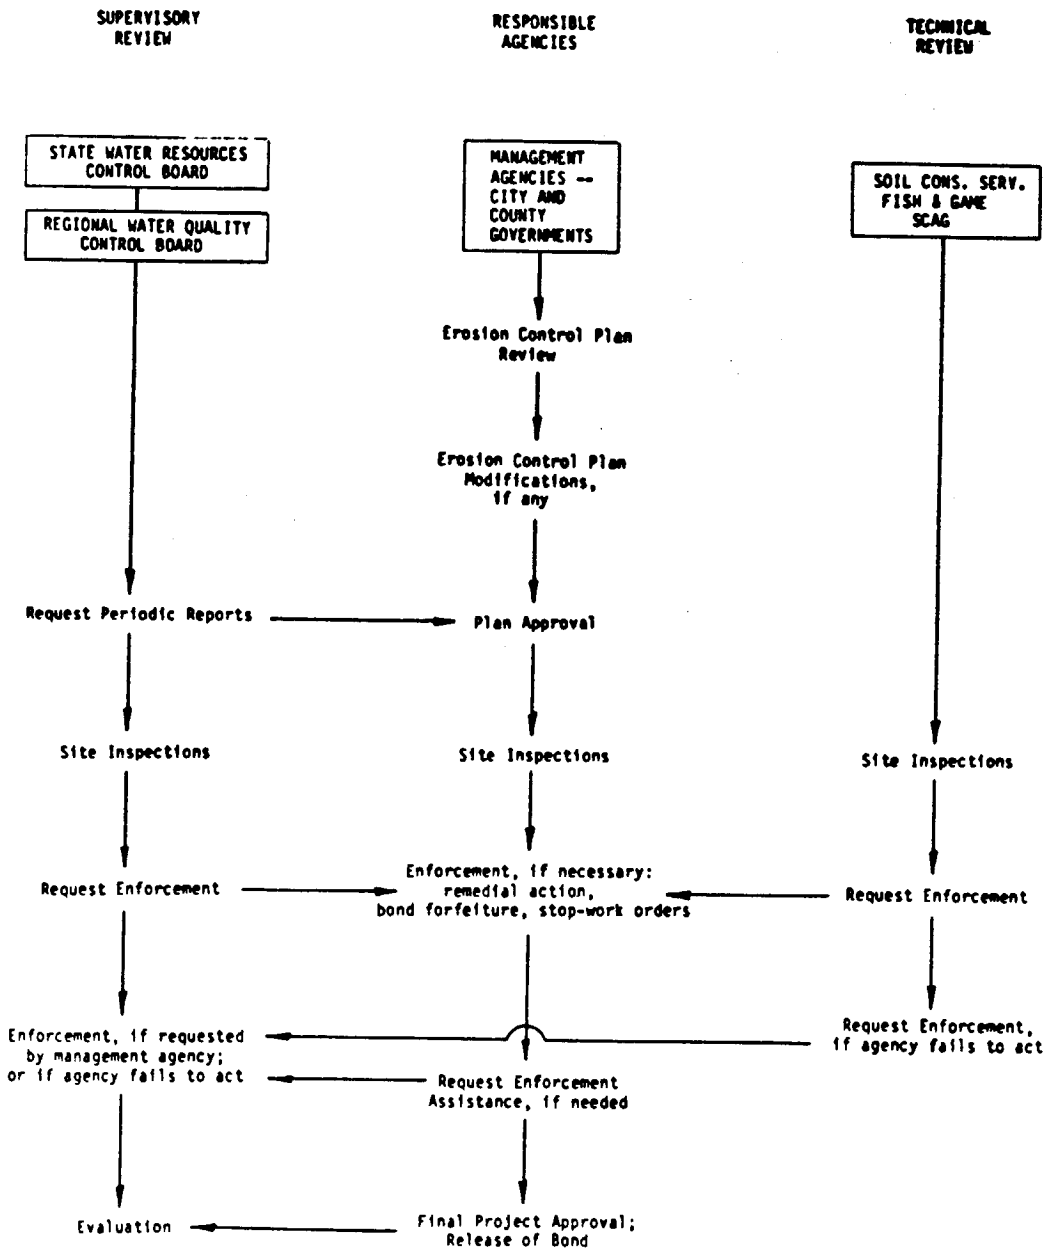 SUPERVISORY
REVIEW
RESPONSIBLE
AGENCIES
TECHNICAL
REVIEW
STATE WATER RESOURCES
CONTROL BOARD
REGIONAL WATER QUALITY
CONTROL BOARD
MANAGEMENT
AGENCIES --
CITY AND
COUNTY
GOVERNMENTS
SOIL CONS. SERV.
FISH & GAME
SCAG
Erosion Control Plan
Review
Erosion Control Plan
Modifications,
if any
Request Periodic Reports
Plan Approval
Site Inspections
Site Inspections
Site Inspections
Request Enforcement
Enforcement, if necessary:
remedial action,
bond forfeiture, stop-work orders
Request Enforcement
Enforcement, if requested
by management agency;
or if agency fails to act
Request Enforcement,
if agency fails to act
Request Enforcement
Assistance, if needed
Evaluation
Final Project Approval;
Release of Bond